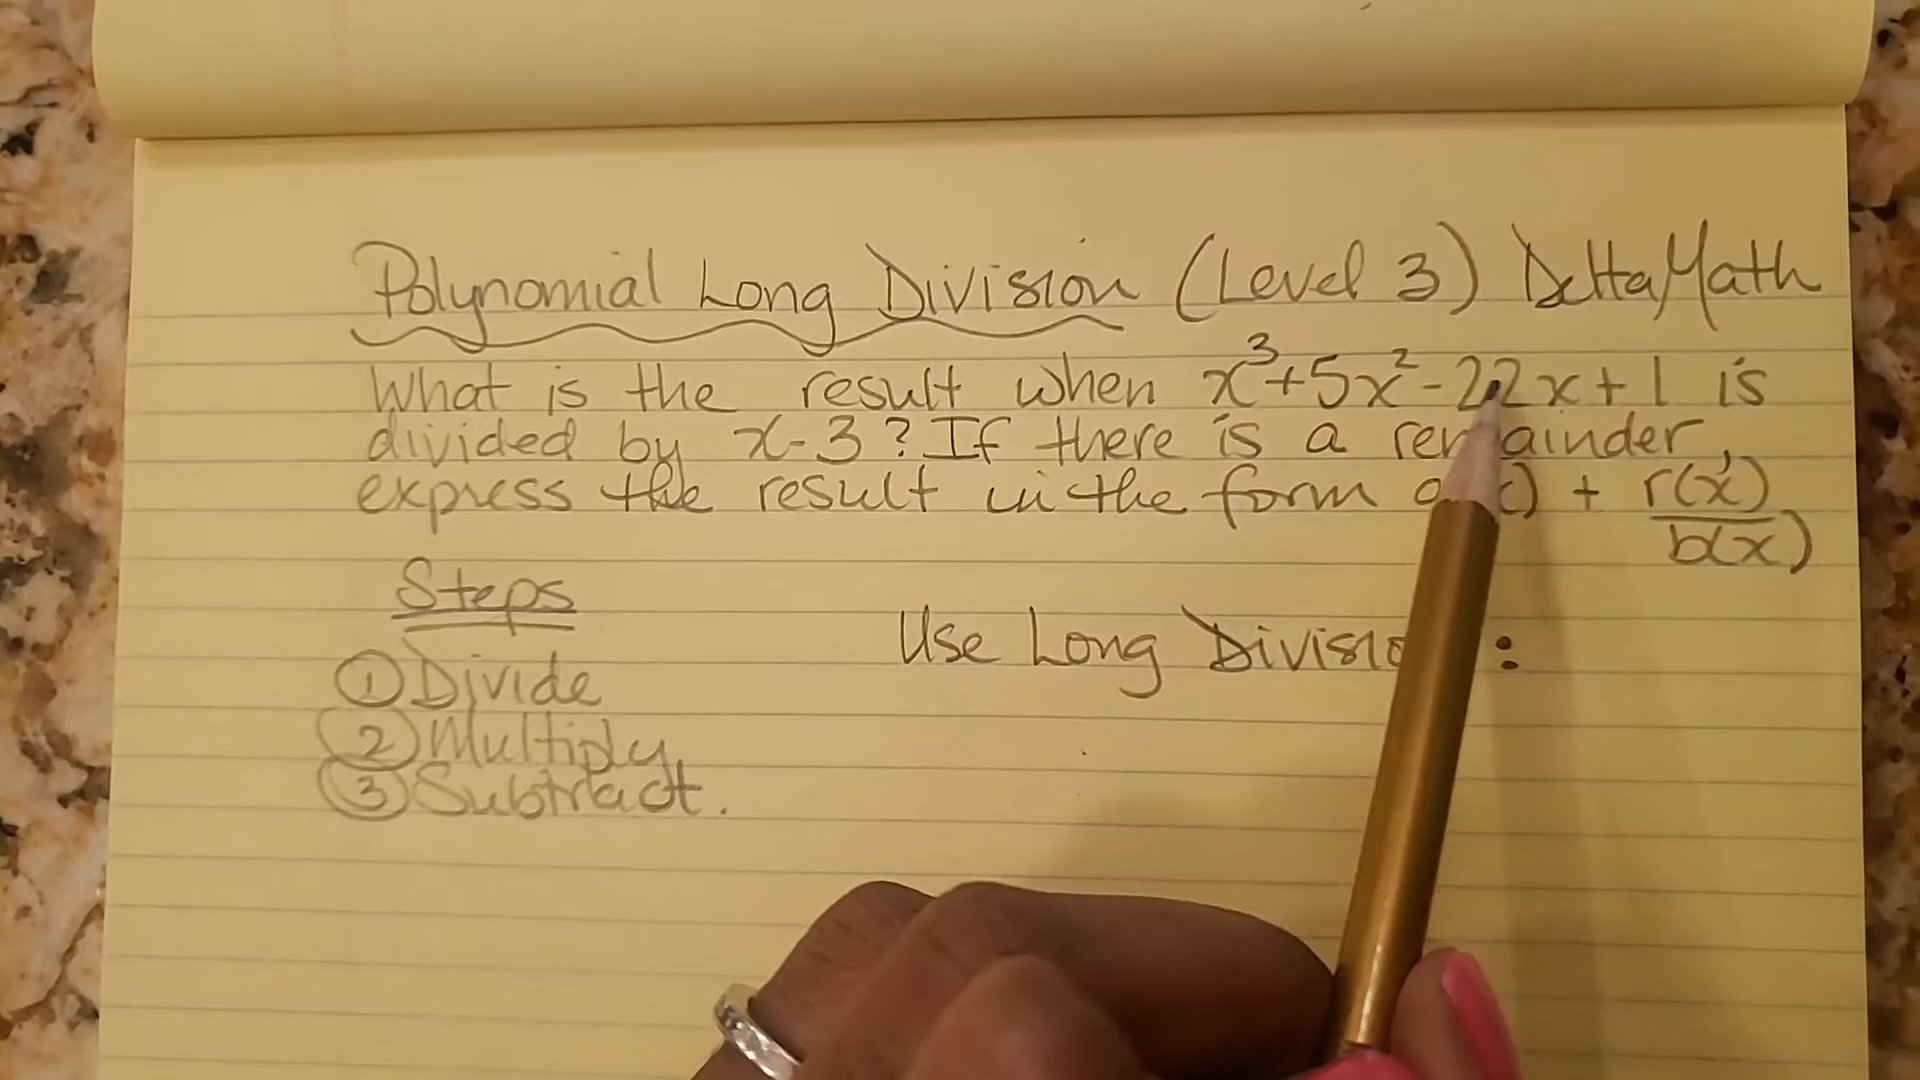 Polynomial Long Division (Level 3) DeltaMath
What is the result when x³+5x²-22x+1 is
divided by x-3? If there is a remainder,
express the result in the form + r(x)
b(x)
Steps
Use Long :
① Divide
② Multiply
③ Subtract.